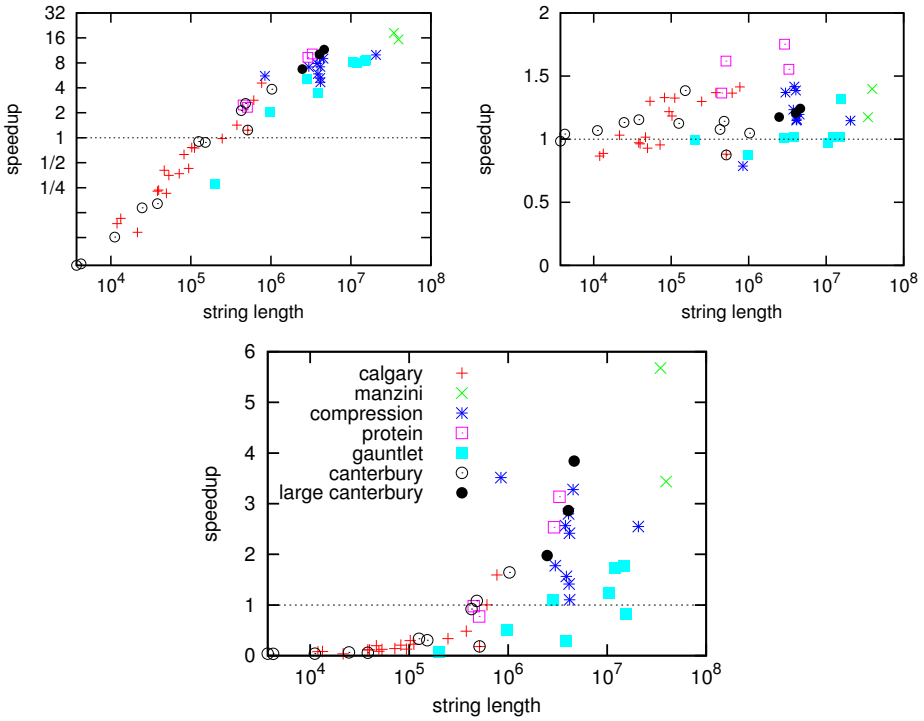 32
16
8
4
2
1
1/2
1/4
speedup
10^4
10^5
10^6
10^7
10^8
string length
2
1.5
1
0.5
0
speedup
10^4
10^5
10^6
10^7
10^8
string length
6
5
4
3
2
1
0
speedup
calgary
manzini
compression
protein
gauntlet
canterbury
large canterbury
10^4
10^5
10^6
10^7
10^8
string length